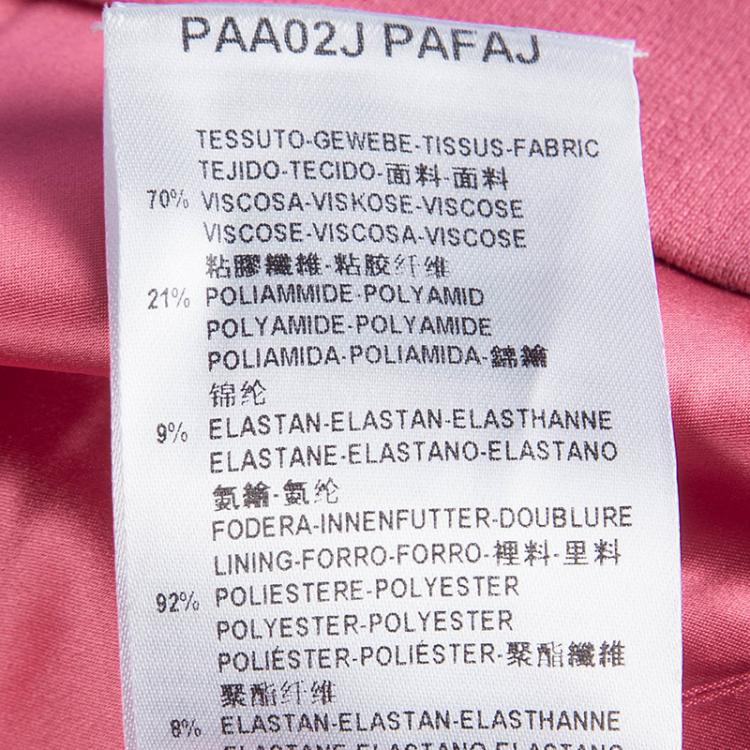 PAA02J PAFAJ
TESSUTO-GEWEBE-TISSUS-FABRIC
TEJIDO-TECIDO-面料-面料
70% VISCOSA-VISKOSE-VISCOSE
VISCOSE-VISCOSA-VISCOSE
粘膠纖維-粘胶纤维
21% POLIAMMIDE-POLYAMID
POLYAMIDE-POLYAMIDE
POLIAMIDA-POLIAMIDA-錦綸
锦纶
9% ELASTAN-ELASTAN-ELASTHANNE
ELASTANE-ELASTANO-ELASTANO
氨綸-氨纶
FODERA-INNENFUTTER-DOUBLURE
LINING-FORRO-FORRO-裡料-里料
92% POLIESTERE-POLYESTER
POLYESTER-POLYESTER
POLIÉSTER-POLIÉSTER-聚酯纖維
聚酯纤维
8% ELASTAN-ELASTAN-ELASTHANNE
ELASTANE-ELASTANO-ELASTANO